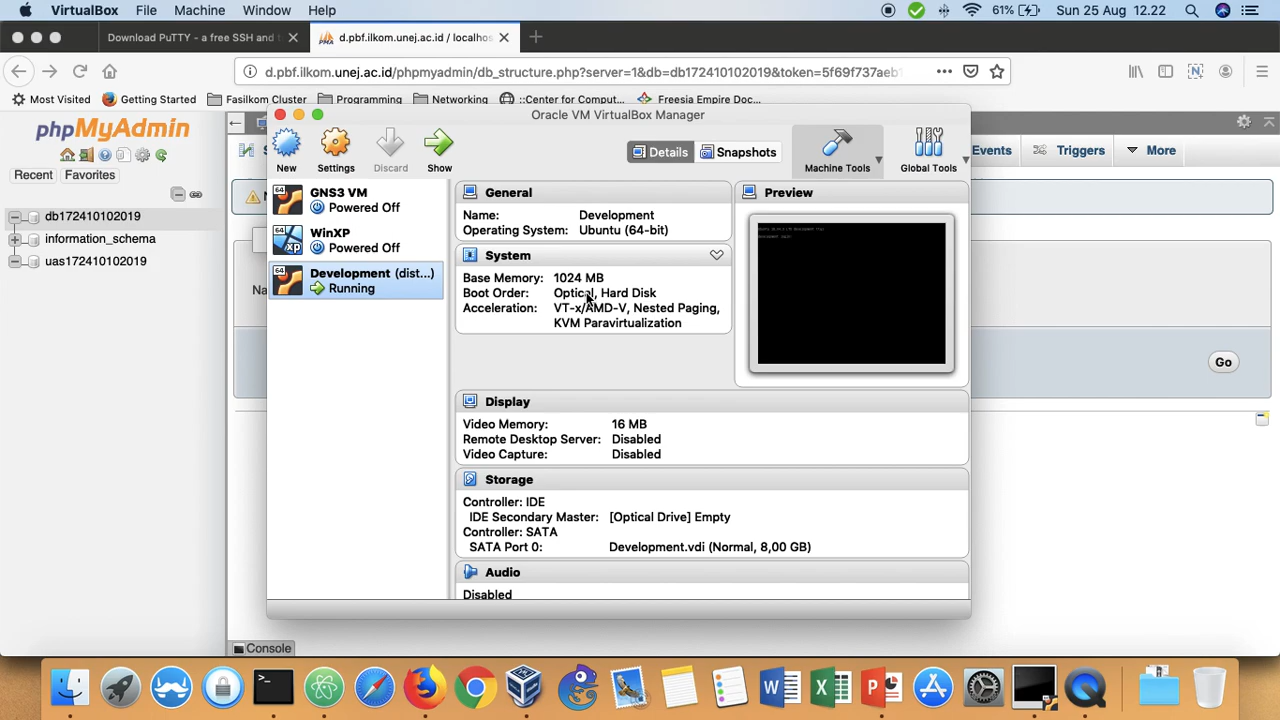 VirtualBox File Machine Window Help
61% Sun 25 Aug 12.22
Download PuTTY - a free SSH and t
d.pbf.ilkom.unej.ac.id / localhos
d.pbf.ilkom.unej.ac.id/phpmyadmin/db_structure.php?server=1&db=db172410102019&token=5f69f737aeb1
Most Visited Getting Started Fasilkom Cluster Programming Networking ::Center for Comput... Freesia Empire Doc...
phpMyAdmin
Recent Favorites
db172410102019
information_schema
uas172410102019
Events Triggers More
Na
Go
Console
Oracle VM VirtualBox Manager
New Settings Discard Show
Details Snapshots
Machine Tools Global Tools
64
GNS3 VM
Powered Off
64
XP
WinXP
Powered Off
64
Development (dist...)
Running
General
Name: Development
Operating System: Ubuntu (64-bit)
System
Base Memory: 1024 MB
Boot Order: Optical, Hard Disk
Acceleration: VT-x/AMD-V, Nested Paging,
KVM Paravirtualization
Preview
Display
Video Memory: 16 MB
Remote Desktop Server: Disabled
Video Capture: Disabled
Storage
Controller: IDE
IDE Secondary Master: [Optical Drive] Empty
Controller: SATA
SATA Port 0: Development.vdi (Normal, 8,00 GB)
Audio
Disabled